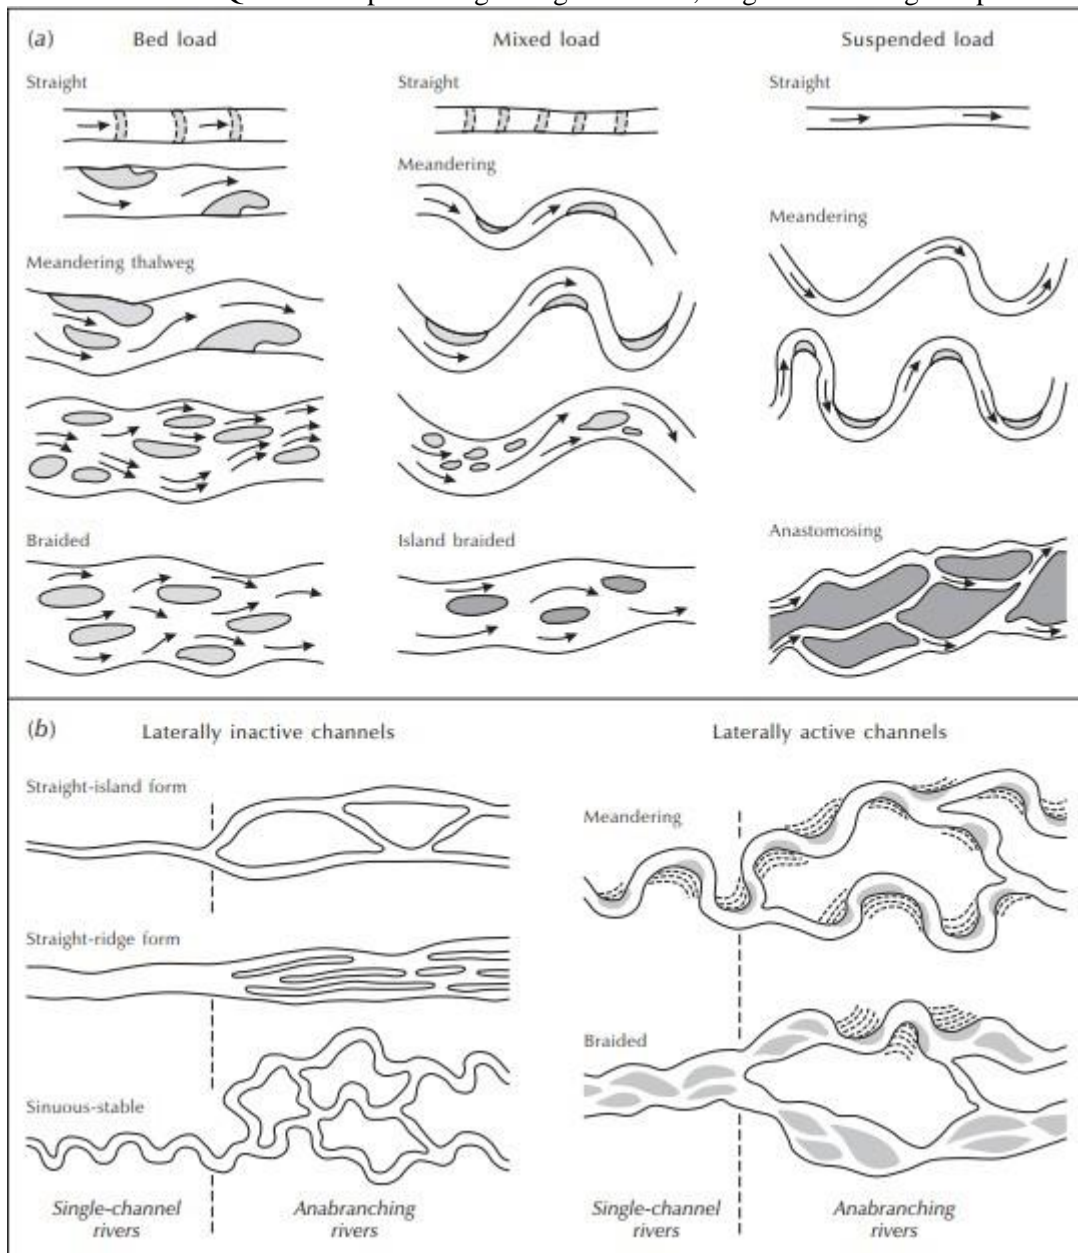 (a) Bed load Mixed load Suspended load
Straight Straight Straight
Meandering
Meandering
Meandering thalweg
Braided Island braided Anastomosing
(b) Laterally inactive channels Laterally active channels
Straight-island form
Meandering
Straight-ridge form
Braided
Sinuous-stable
Single-channel rivers Anabranching rivers Single-channel rivers Anabranching rivers